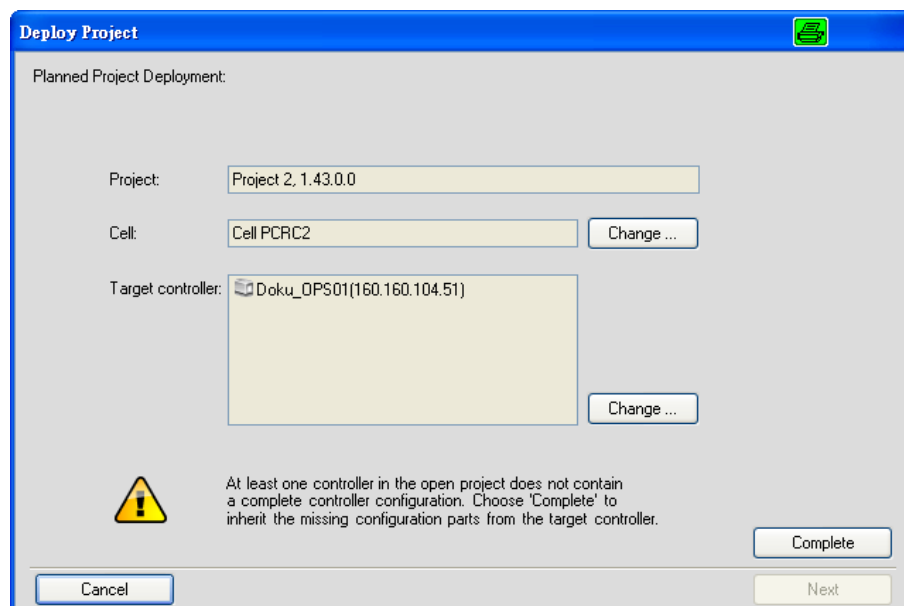 Deploy Project
Planned Project Deployment:
Project: Project 2, 1.43.0.0
Cell: Cell PCRC2 Change ...
Target controller: Doku_OPS01(160.160.104.51)
Change ...
At least one controller in the open project does not contain
a complete controller configuration. Choose 'Complete' to
inherit the missing configuration parts from the target controller.
Complete
Cancel Next